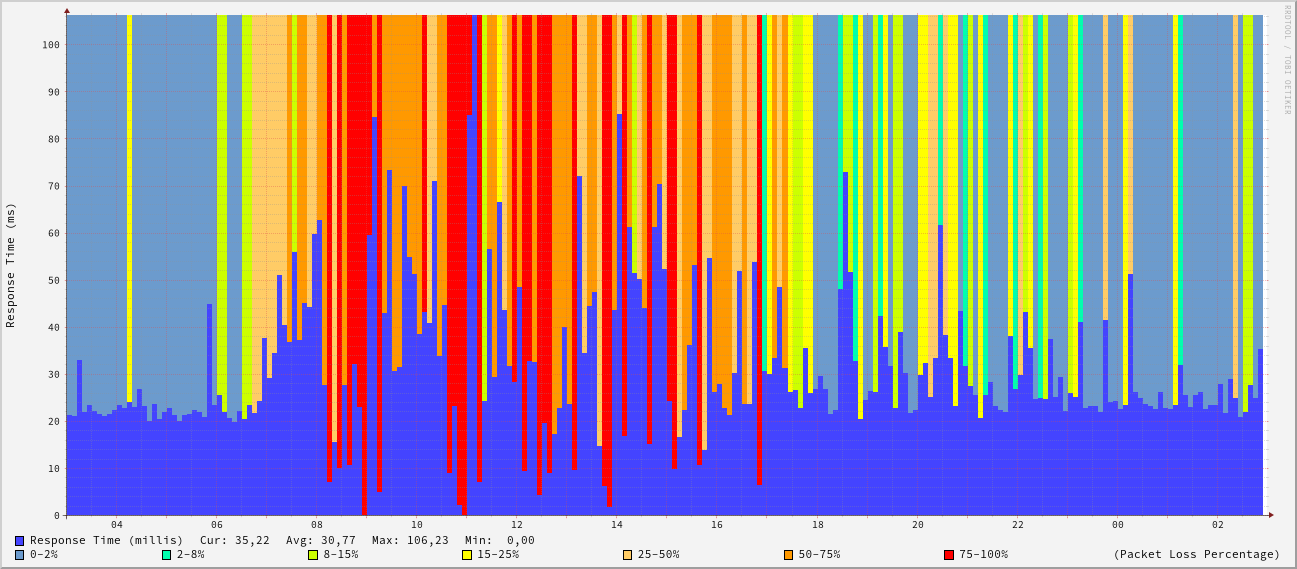 RRDTOOL / TOBI OETIKER
Response Time (ms)
100
90
80
70
60
50
40
30
20
10
0
04 06 08 10 12 14 16 18 20 22 00 02
Response Time (millis) Cur: 35,22 Avg: 30,77 Max: 106,23 Min: 0,00
0-2% 2-8% 8-15% 15-25% 25-50% 50-75% 75-100% (Packet Loss Percentage)